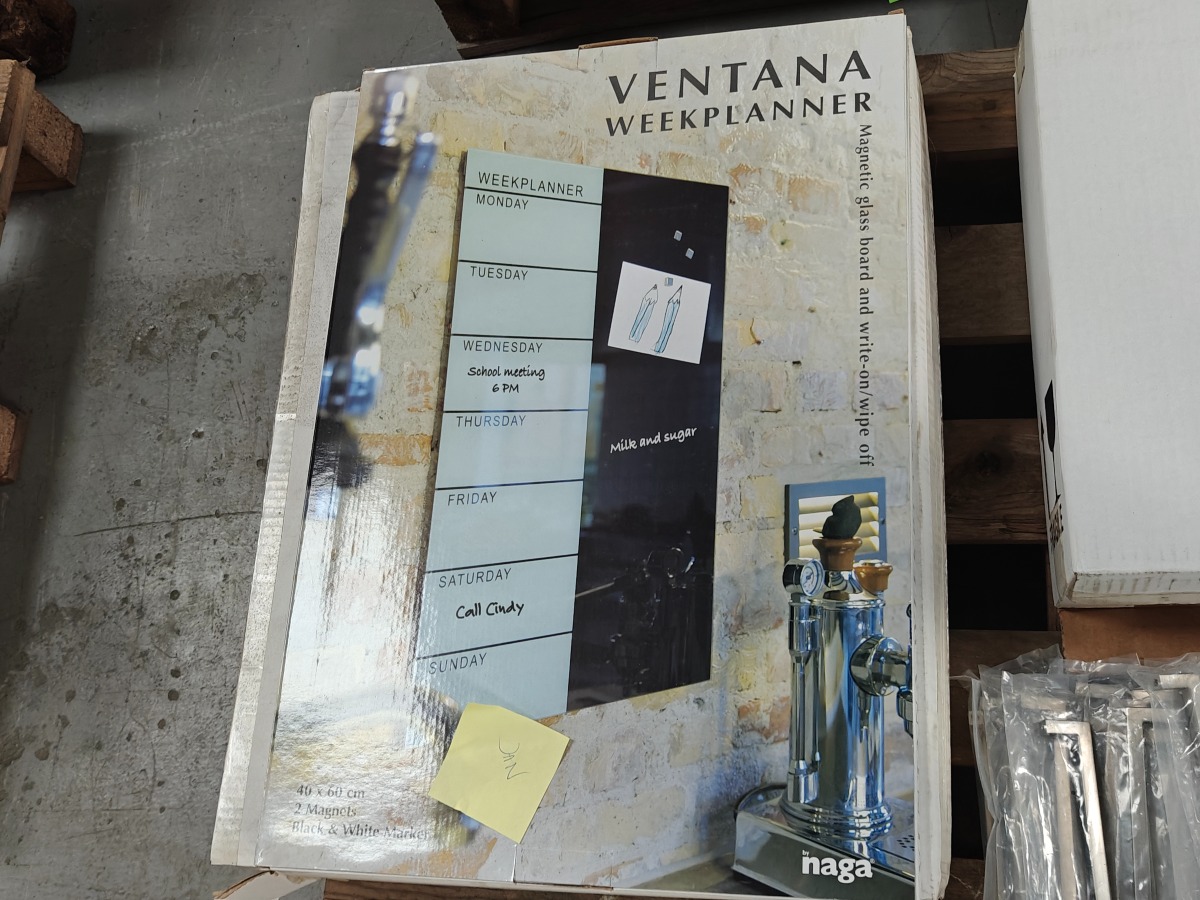 VENTANA
WEEKPLANNER
Magnetic glass board and write-on/wipe off
WEEKPLANNER
MONDAY
TUESDAY
WEDNESDAY
School meeting
6 PM
THURSDAY
FRIDAY
SATURDAY
Call Cindy
SUNDAY
Milk and sugar
40 x 60 cm
2 Magnets
Black & White Marker
by
naga